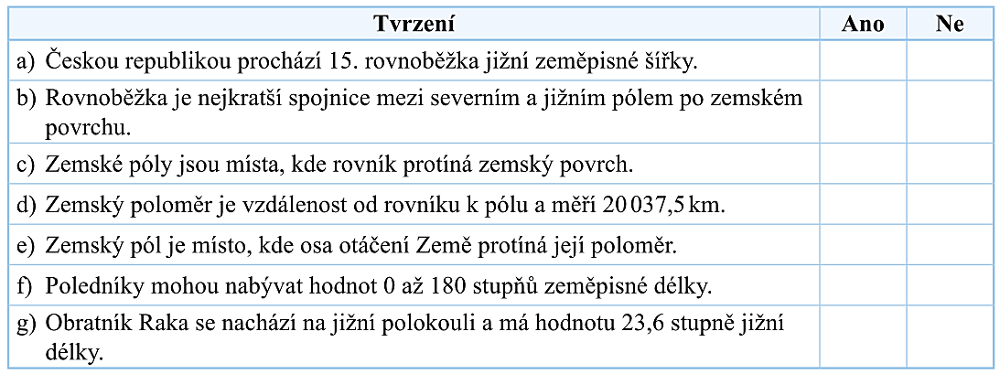 Tvrzení Ano Ne
a) Českou republikou prochází 15. rovnoběžka jižní zeměpisné šířky.
b) Rovnoběžka je nejkratší spojnice mezi severním a jižním pólem po zemském
povrchu.
c) Zemské póly jsou místa, kde rovník protíná zemský povrch.
d) Zemský poloměr je vzdálenost od rovníku k pólu a měří 20 037,5 km.
e) Zemský pól je místo, kde osa otáčení Země protíná její poloměr.
f) Poledníky mohou nabývat hodnot 0 až 180 stupňů zeměpisné délky.
g) Obratník Raka se nachází na jižní polokouli a má hodnotu 23,6 stupně jižní
délky.